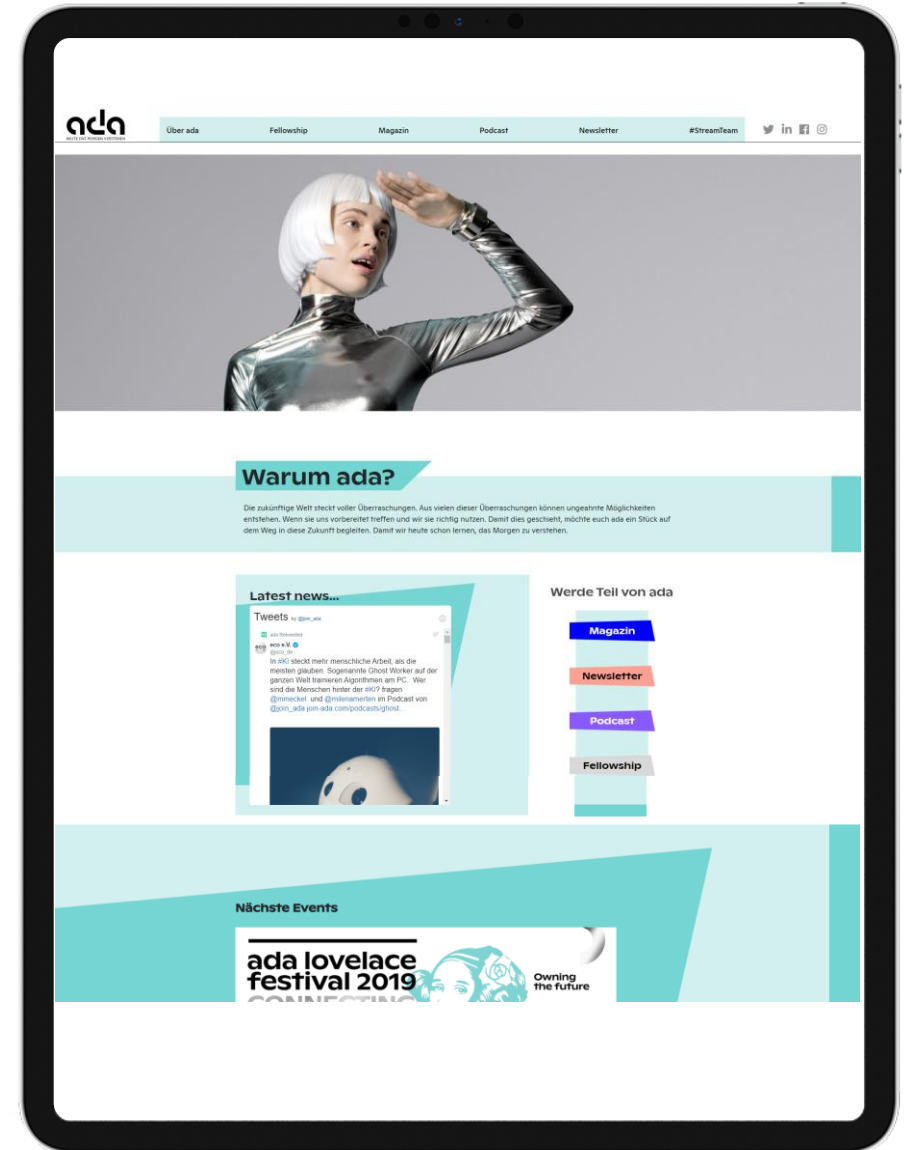 ada
HEUTE DAS MORGEN VERSTEHEN
Über ada
Fellowship
Magazin
Podcast
Newsletter
#StreamTeam
Warum ada?
Die zukünftige Welt steckt voller Überraschungen. Aus vielen dieser Überraschungen können ungeahnte Möglichkeiten
entstehen. Wenn sie uns vorbereitet treffen und wir sie richtig nutzen. Damit dies geschieht, möchte euch ada ein Stück auf
dem Weg in diese Zukunft begleiten. Damit wir heute schon lernen, das Morgen zu verstehen.
Latest news...
Tweets by @join_ada
ada Retweeted
eco e.V.
@eco_de
In #KI steckt mehr menschliche Arbeit, als die
meisten glauben. Sogenannte Ghost Worker auf der
ganzen Welt trainieren Algorithmen am PC. Wer
sind die Menschen hinter der #KI? fragen
@mmeckel und @milenamerten im Podcast von
@join_ada join-ada.com/podcasts/ghost…
Werde Teil von ada
Magazin
Newsletter
Podcast
Fellowship
Nächste Events
ada lovelace
festival 2019
CONNECTING
Owning
the future